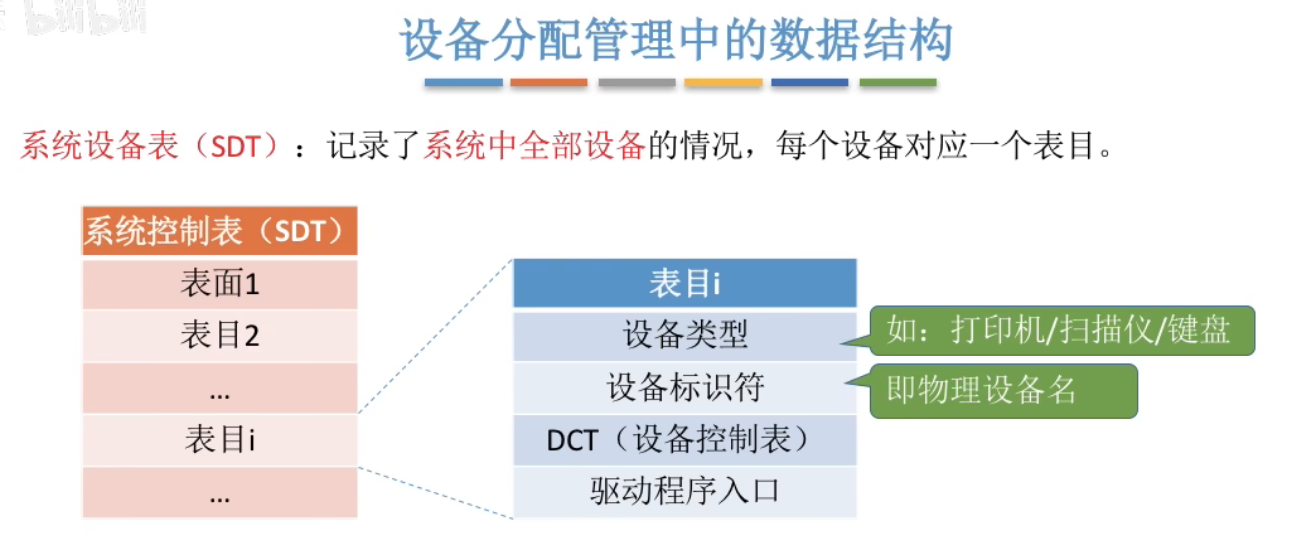 bilibili
设备分配管理中的数据结构
系统设备表（SDT）：记录了系统中全部设备的情况，每个设备对应一个表目。
系统控制表（SDT）
表面1
表目2
...
表目i
...
表目i
设备类型
设备标识符
DCT（设备控制表）
驱动程序入口
如：打印机/扫描仪/键盘
即物理设备名